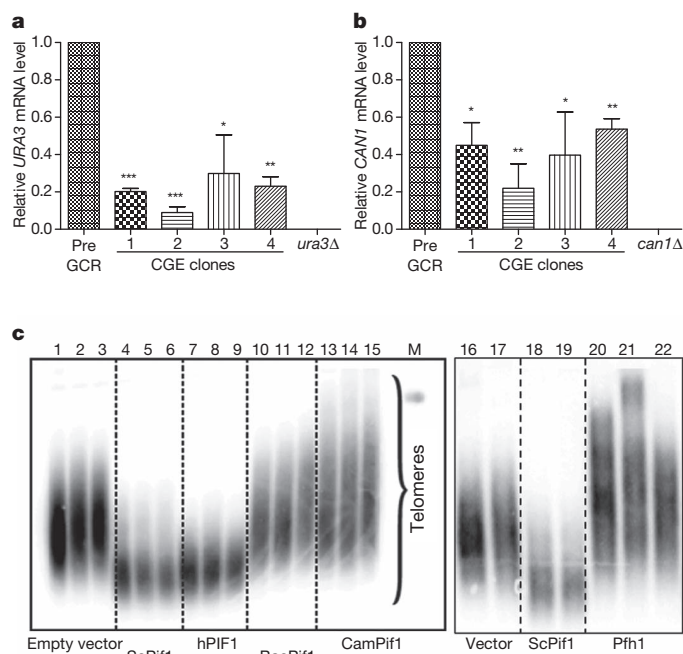 a
Relative URA3 mRNA level
1.0
0.8
0.6
0.4
0.2
0.0
***
***
*
**
Pre
GCR
1 2 3 4
CGE clones
ura3Δ
b
Relative CAN1 mRNA level
1.0
0.8
0.6
0.4
0.2
0.0
*
**
*
**
Pre
GCR
1 2 3 4
CGE clones
can1Δ
c
1 2 3 4 5 6 7 8 9 10 11 12 13 14 15 M
16 17 18 19 20 21 22
Telomeres
Empty vector hPIF1 CamPif1
Vector ScPif1 Pfh1